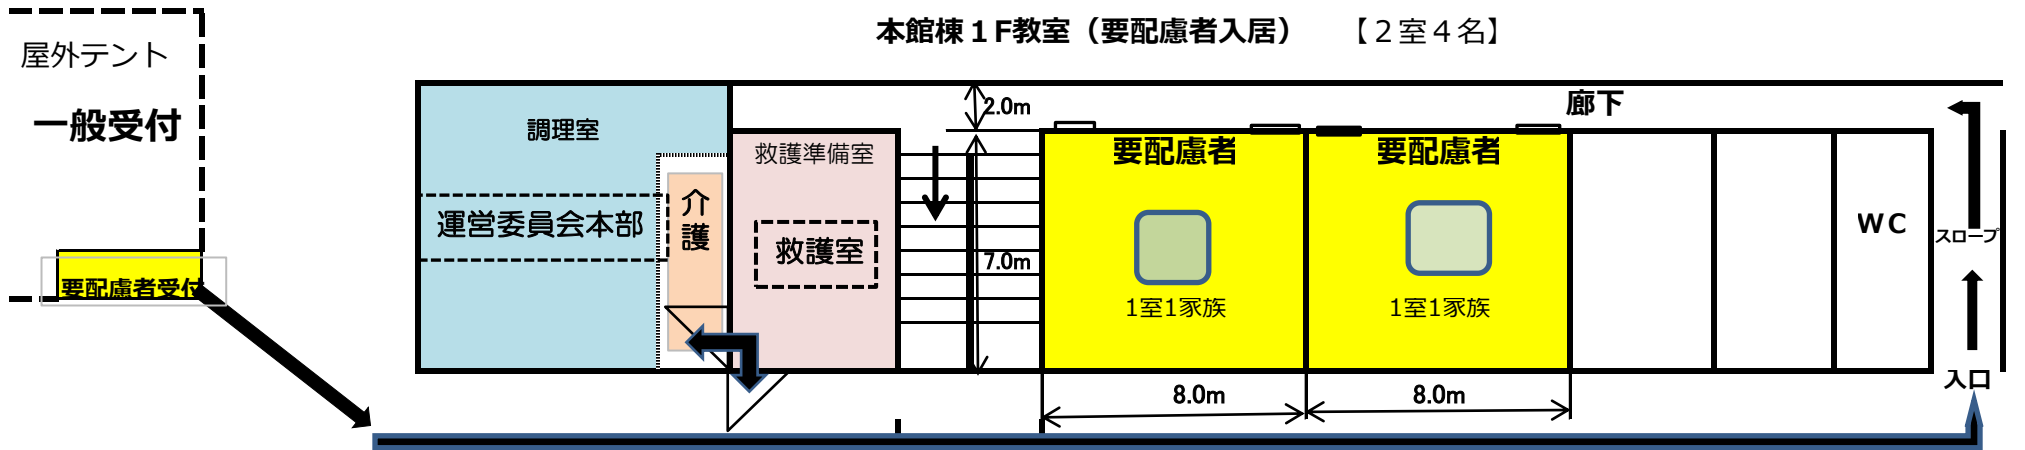 本館棟１F教室（要配慮者入居）　【２室４名】
屋外テント
一般受付
要配慮者受付
調理室
運営委員会本部
介護
救護準備室
救護室
2.0m
7.0m
廊下
要配慮者
1室1家族
要配慮者
1室1家族
8.0m
8.0m
WC
スロープ
入口